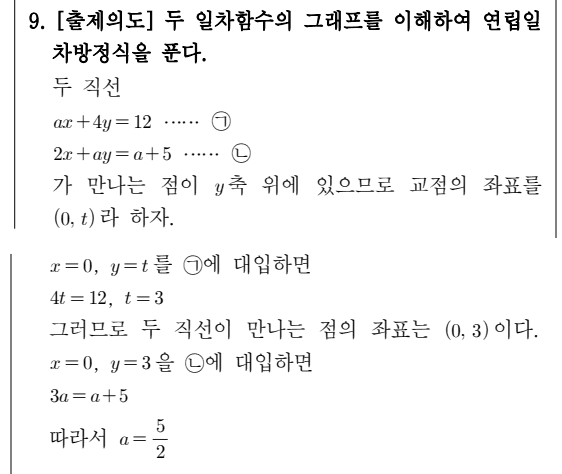 9. [출제의도] 두 일차함수의 그래프를 이해하여 연립일
차방정식을 푼다.
두 직선
ax+4y=12 …… ㉠
2x+ay=a+5 …… ㉡
가 만나는 점이 y축 위에 있으므로 교점의 좌표를
(0, t)라 하자.
x=0, y=t를 ㉠에 대입하면
4t=12, t=3
그러므로 두 직선이 만나는 점의 좌표는 (0, 3)이다.
x=0, y=3을 ㉡에 대입하면
3a=a+5
따라서 a=5/2